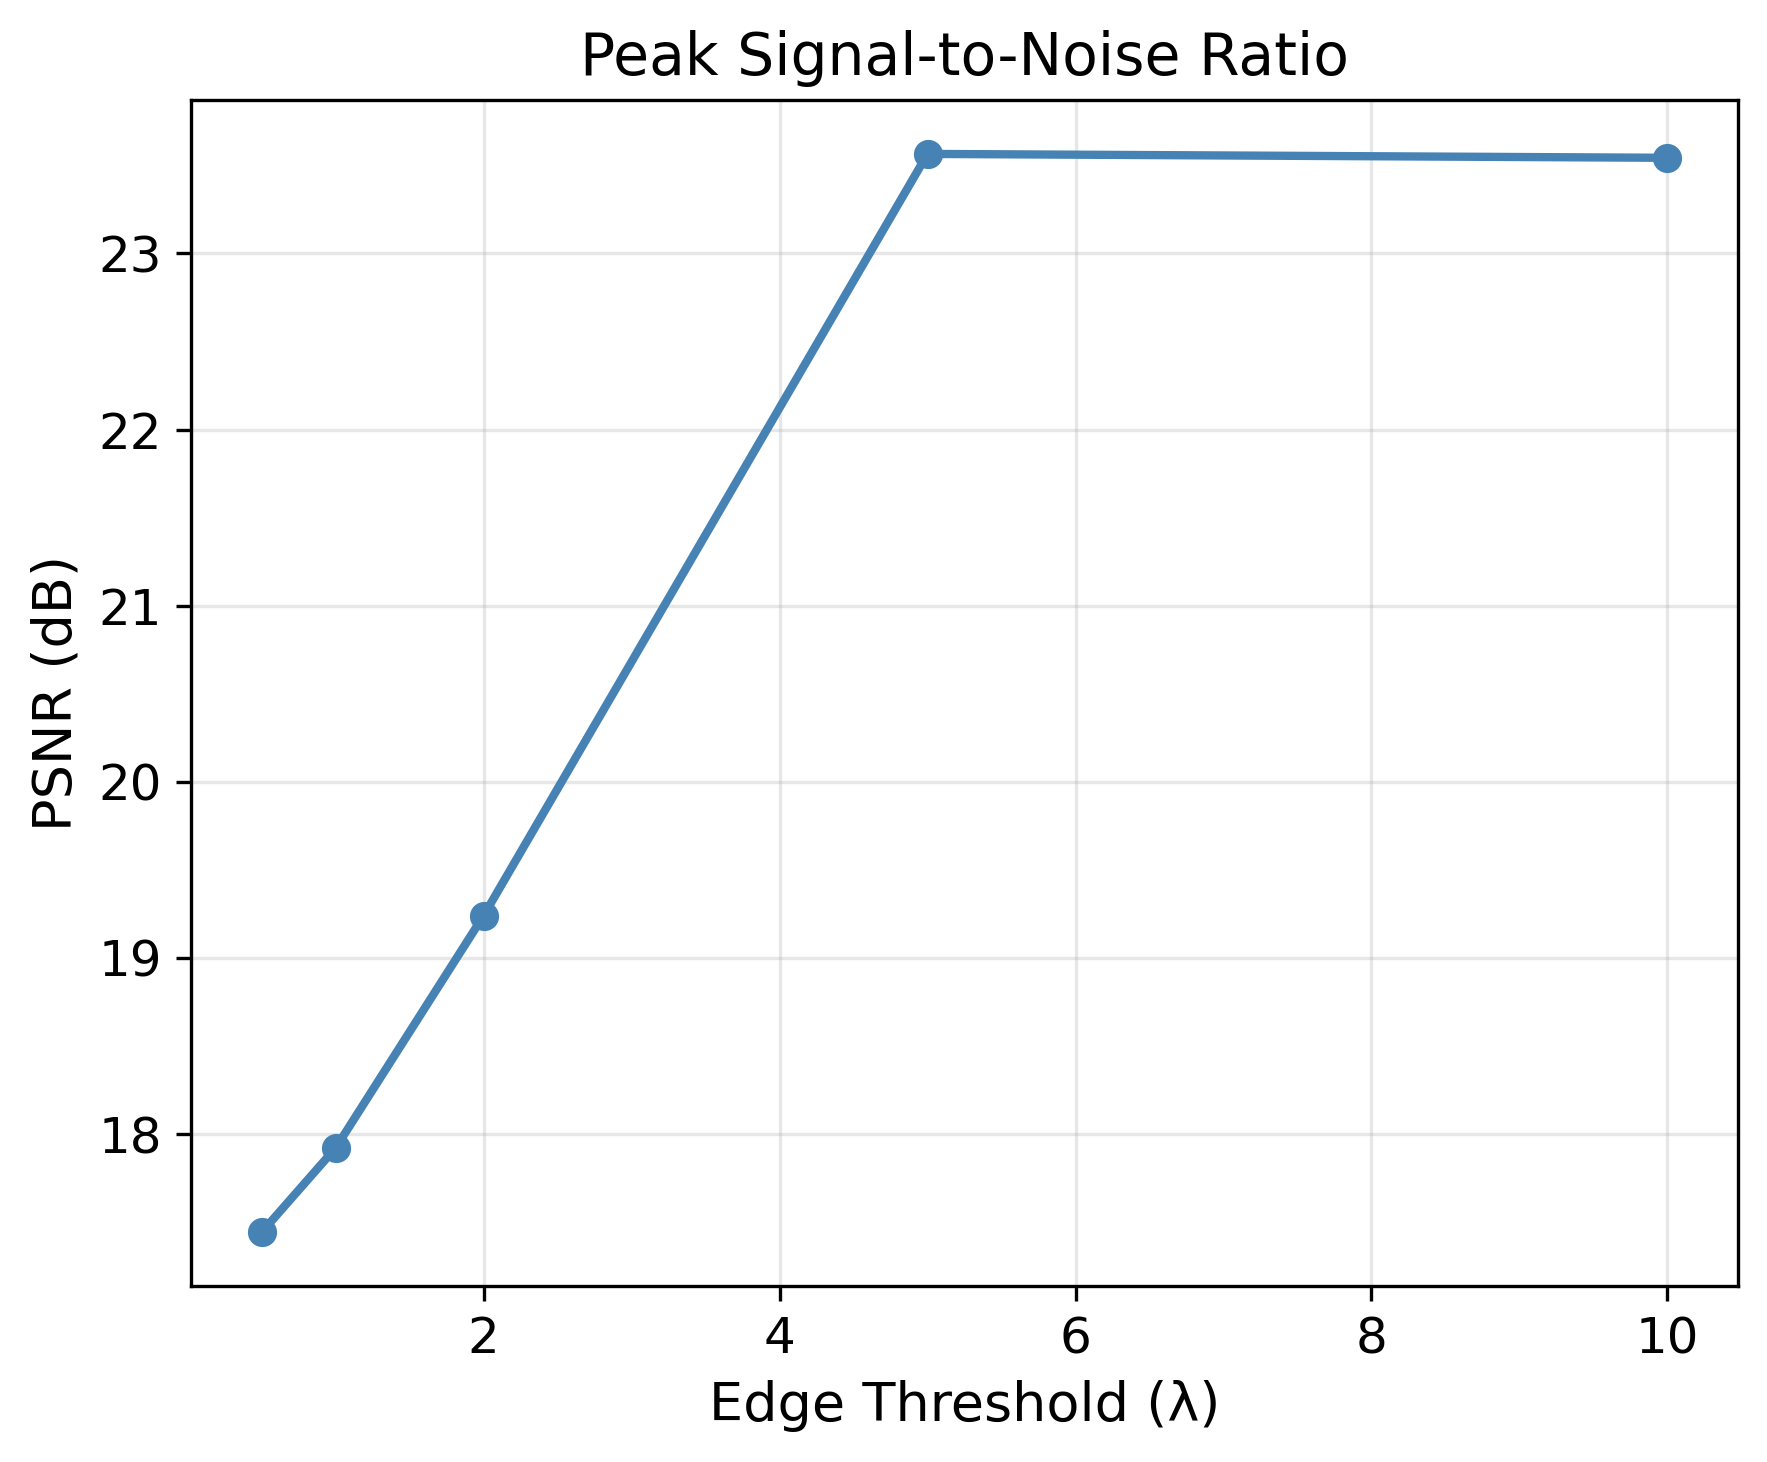 Peak Signal-to-Noise Ratio
PSNR (dB)
23
22
21
20
19
18
2 4 6 8 10
Edge Threshold (λ)